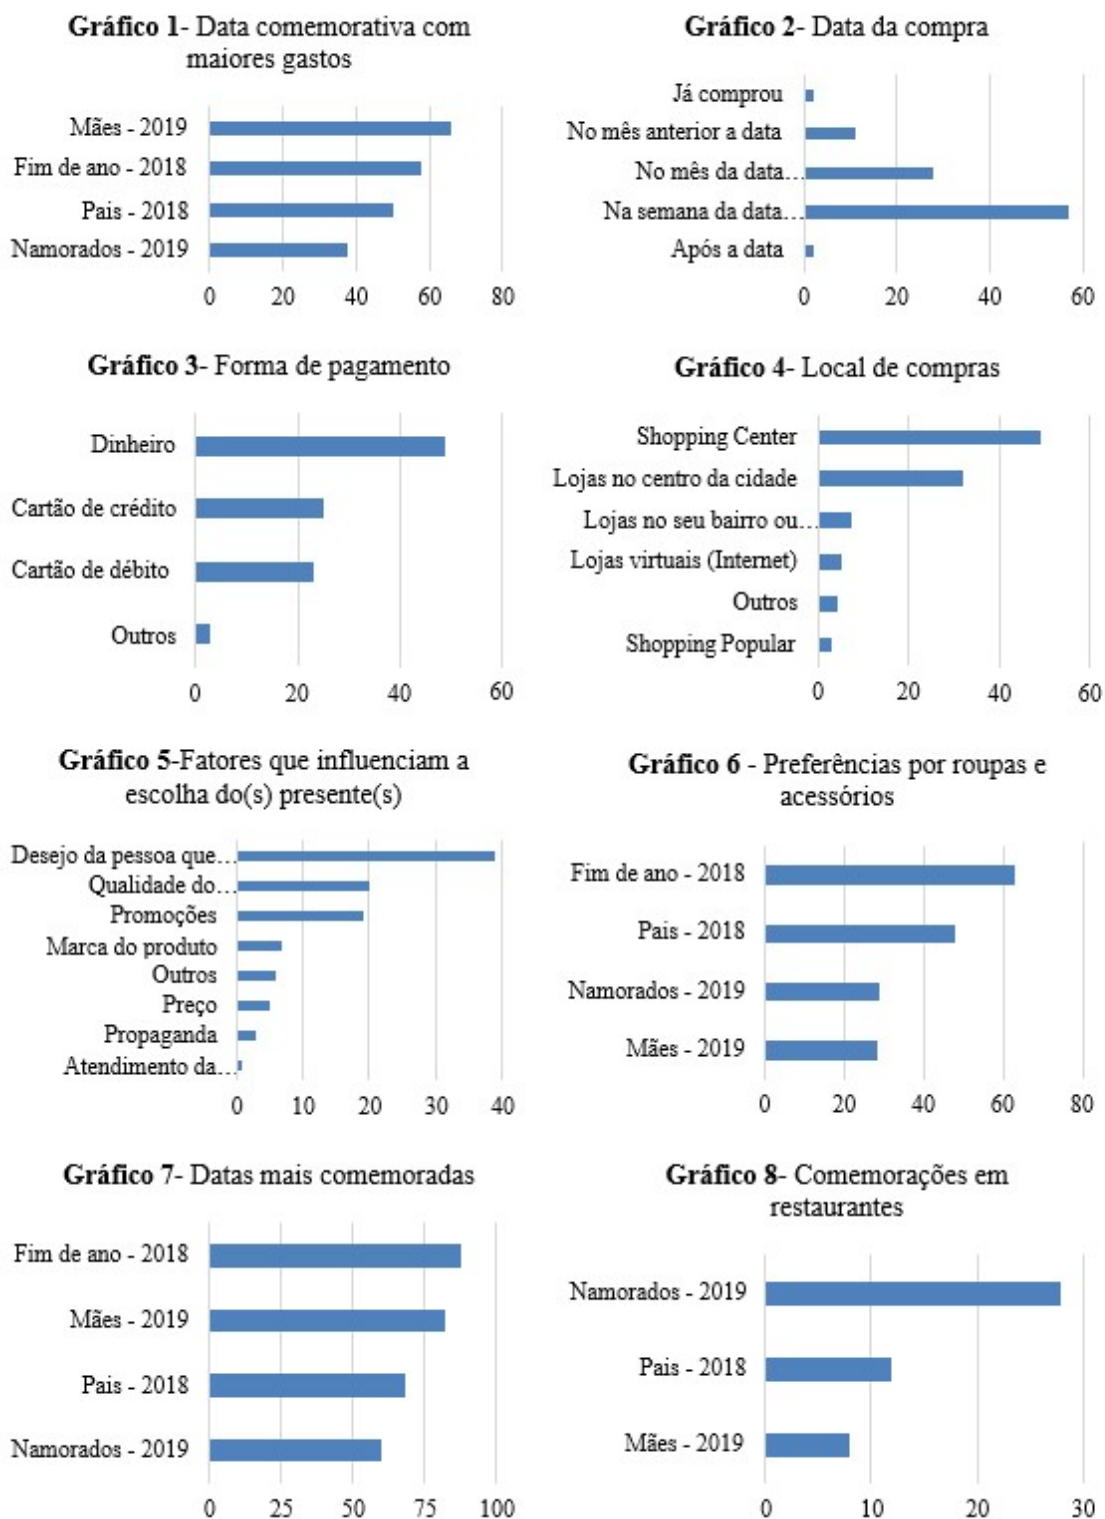 Gráfico 1- Data comemorativa com
maiores gastos
Mães - 2019
Fim de ano - 2018
Pais - 2018
Namorados - 2019
0 20 40 60 80
Gráfico 2- Data da compra
Já comprou
No mês anterior a data
No mês da data…
Na semana da data…
Após a data
0 20 40 60
Gráfico 3- Forma de pagamento
Dinheiro
Cartão de crédito
Cartão de débito
Outros
0 20 40 60
Gráfico 4- Local de compras
Shopping Center
Lojas no centro da cidade
Lojas no seu bairro ou…
Lojas virtuais (Internet)
Outros
Shopping Popular
0 20 40 60
Gráfico 5-Fatores que influenciam a
escolha do(s) presente(s)
Desejo da pessoa que…
Qualidade do…
Promoções
Marca do produto
Outros
Preço
Propaganda
Atendimento da…
0 10 20 30 40
Gráfico 6 - Preferências por roupas e
acessórios
Fim de ano - 2018
Pais - 2018
Namorados - 2019
Mães - 2019
0 20 40 60 80
Gráfico 7- Datas mais comemoradas
Fim de ano - 2018
Mães - 2019
Pais - 2018
Namorados - 2019
0 25 50 75 100
Gráfico 8- Comemorações em
restaurantes
Namorados - 2019
Pais - 2018
Mães - 2019
0 10 20 30